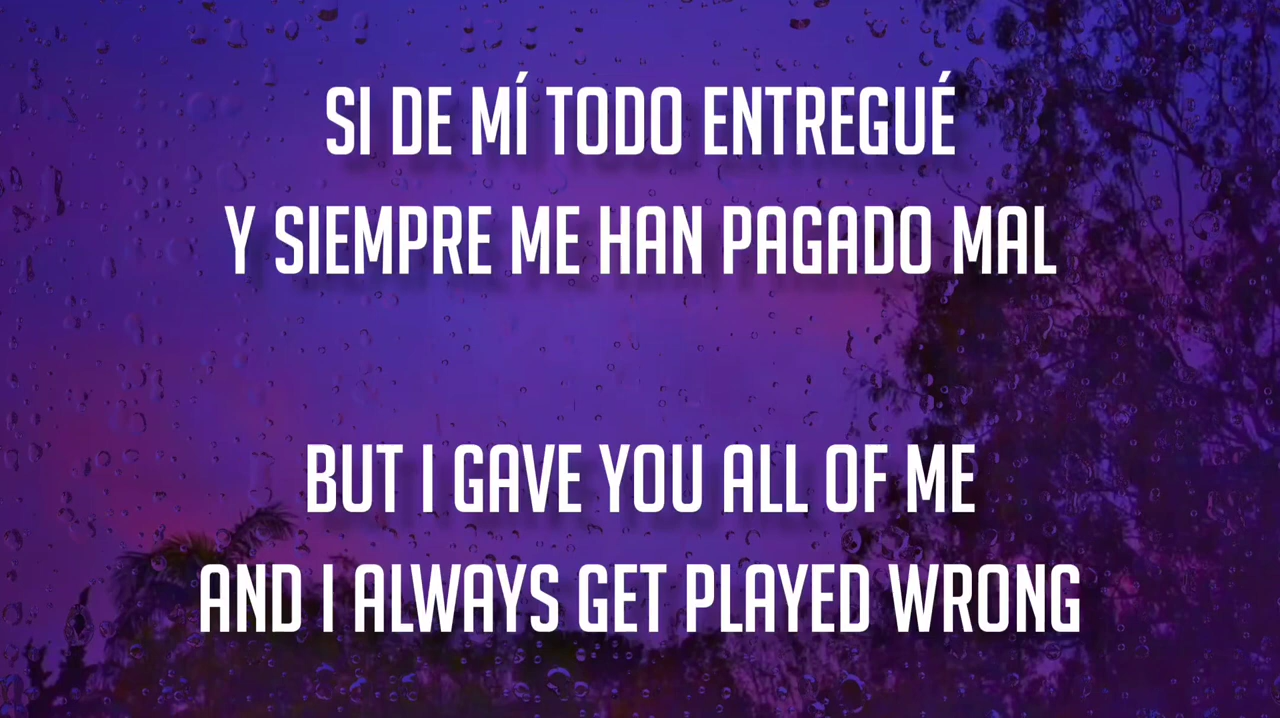 SI DE MÍ TODO ENTREGUÉ
Y SIEMPRE ME HAN PAGADO MAL
BUT I GAVE YOU ALL OF ME
AND I ALWAYS GET PLAYED WRONG